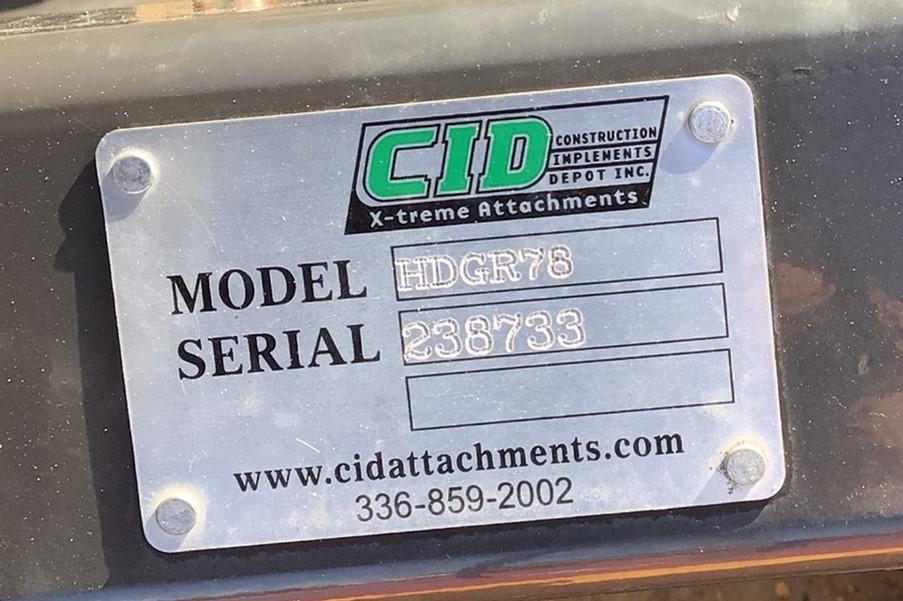 CID
CONSTRUCTION
IMPLEMENTS
DEPOT INC.
X-treme Attachments
MODEL HDGR78
SERIAL 238733
www.cidattachments.com
336-859-2002